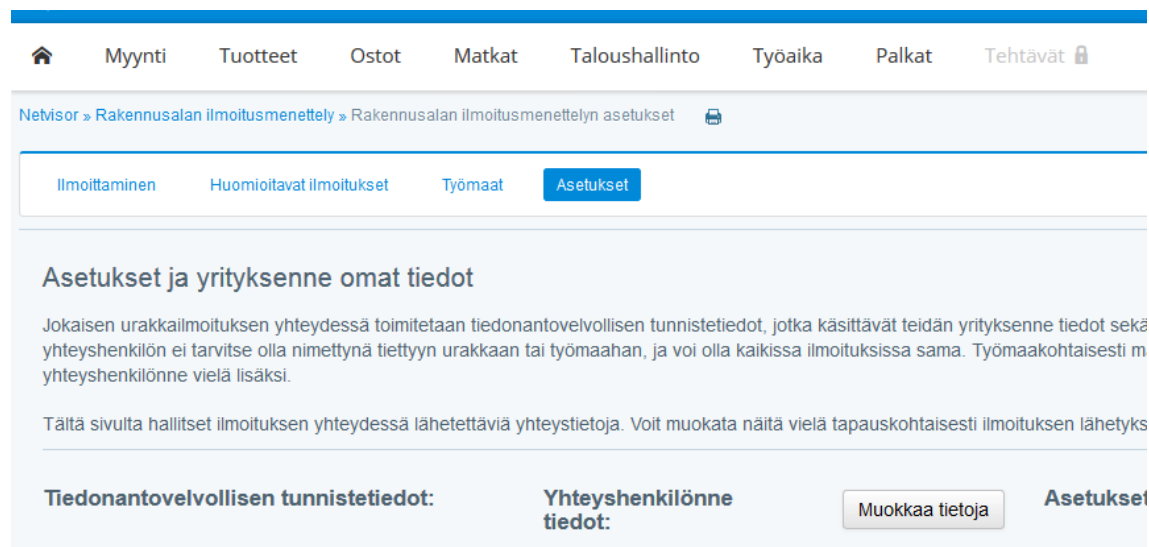 Myynti Tuotteet Ostot Matkat Taloushallinto Työaika Palkat Tehtävät
Netvisor » Rakennusalan ilmoitusmenettely » Rakennusalan ilmoitusmenettelyn asetukset
Ilmoittaminen Huomioitavat ilmoitukset Työmaat Asetukset
Asetukset ja yrityksenne omat tiedot
Jokaisen urakkailmoituksen yhteydessä toimitetaan tiedonantovelvollisen tunnistetiedot, jotka käsittävät teidän yrityksenne tiedot sekä
yhteyshenkilön ei tarvitse olla nimettynä tiettyyn urakkaan tai työmaahan, ja voi olla kaikissa ilmoituksissa sama. Työmaakohtaisesti m
yhteyshenkilönne vielä lisäksi.
Tältä sivulta hallitset ilmoituksen yhteydessä lähetettäviä yhteystietoja. Voit muokata näitä vielä tapauskohtaisesti ilmoituksen lähetyks
Tiedonantovelvollisen tunnistetiedot: Yhteyshenkilönne Muokkaa tietoja Asetukset
tiedot: